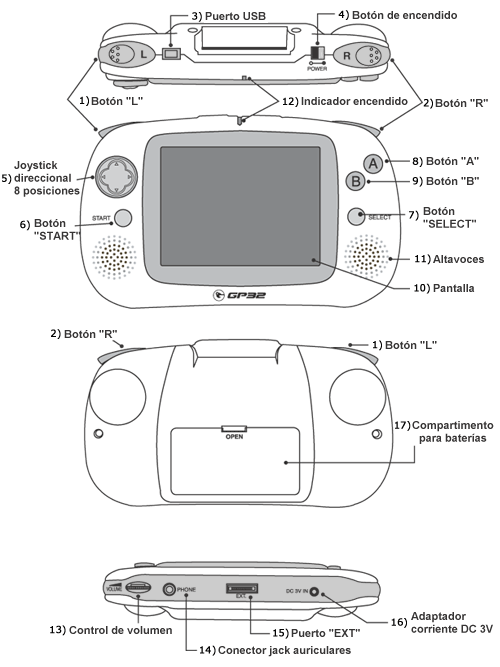 3) Puerto USB
4) Botón de encendido
L
R
POWER
1) Botón "L"
12) Indicador encendido
2) Botón "R"
Joystick
5) direccional
8 posiciones
A
8) Botón "A"
B
9) Botón "B"
6) Botón
"START"
START
SELECT
7) Botón
"SELECT"
11) Altavoces
10) Pantalla
GP32
2) Botón "R"
1) Botón "L"
OPEN
17) Compartimento
para baterías
VOLUME
PHONE
EXT.
DC 3V IN
13) Control de volumen
14) Conector jack auriculares
15) Puerto "EXT"
16) Adaptador
corriente DC 3V